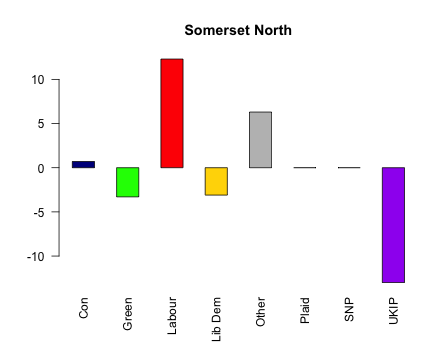 Somerset North
10
5
0
-5
-10
Con
Green
Labour
Lib Dem
Other
Plaid
SNP
UKIP